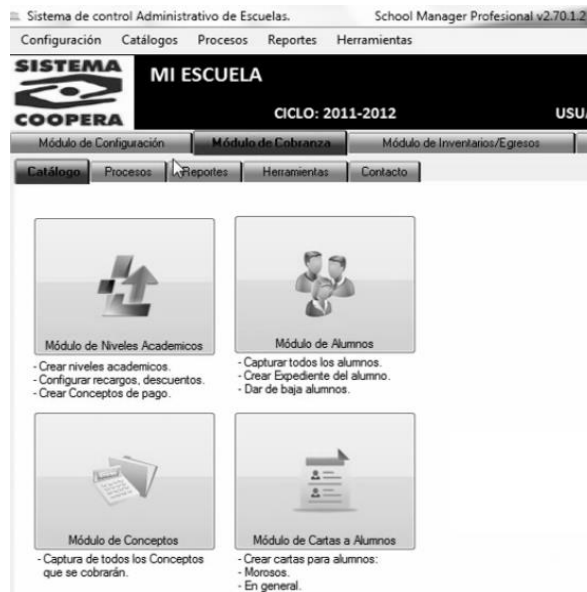 Sistema de control Administrativo de Escuelas. School Manager Profesional v2.70.1.2
Configuración Catálogos Procesos Reportes Herramientas
SISTEMA
COOPERA
MI ESCUELA
CICLO: 2011-2012
USU
Módulo de Configuración Módulo de Cobranza Módulo de Inventarios/Egresos
Catálogo Procesos Reportes Herramientas Contacto
Módulo de Niveles Academicos
- Crear niveles academicos.
- Configurar recargos, descuentos.
- Crear Conceptos de pago.
Módulo de Alumnos
- Capturar todos los alumnos.
- Crear Expediente del alumno.
- Dar de baja alumnos.
Módulo de Conceptos
- Captura de todos los Conceptos
que se cobrarán.
Módulo de Cartas a Alumnos
- Crear cartas para alumnos:
- Morosos.
- En general.